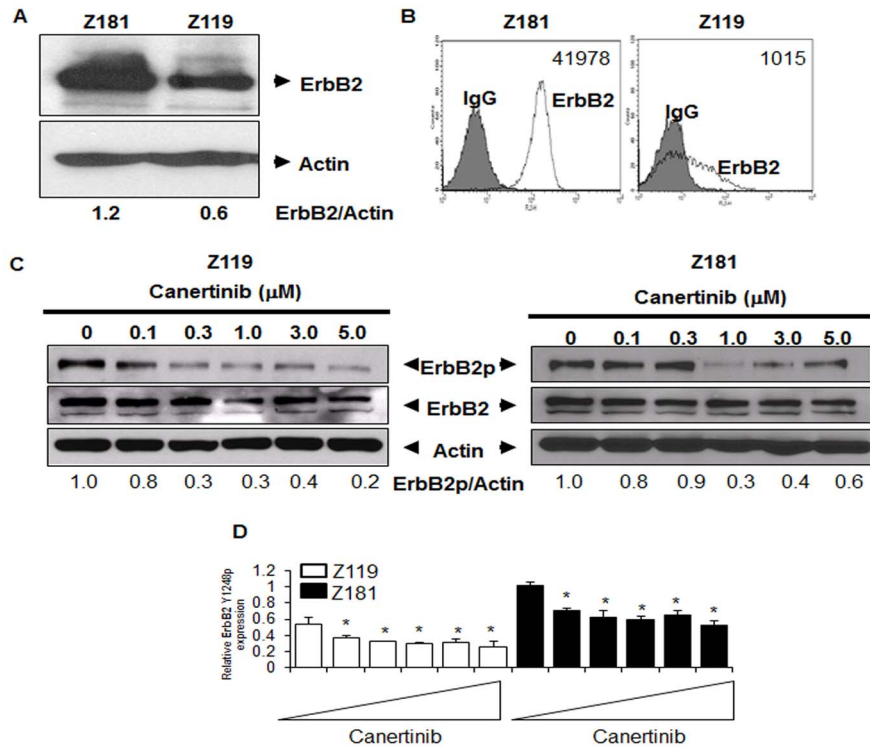 A
Z181 Z119
ErbB2
Actin
1.2 0.6 ErbB2/Actin
B
Z181 Z119
41978
IgG
ErbB2
Counts
1015
IgG
ErbB2
Counts
C
Z119
Canertinib (μM)
0 0.1 0.3 1.0 3.0 5.0
Z181
Canertinib (μM)
0 0.1 0.3 1.0 3.0 5.0
ErbB2p
ErbB2
Actin
1.0 0.8 0.3 0.3 0.4 0.2 ErbB2p/Actin 1.0 0.8 0.9 0.3 0.4 0.6
D
Relative ErbB2 Y1248p
expression
1.2
1
0.8
0.6
0.4
0.2
0
Z119
Z181
* * * * * * * * * *
Canertinib Canertinib